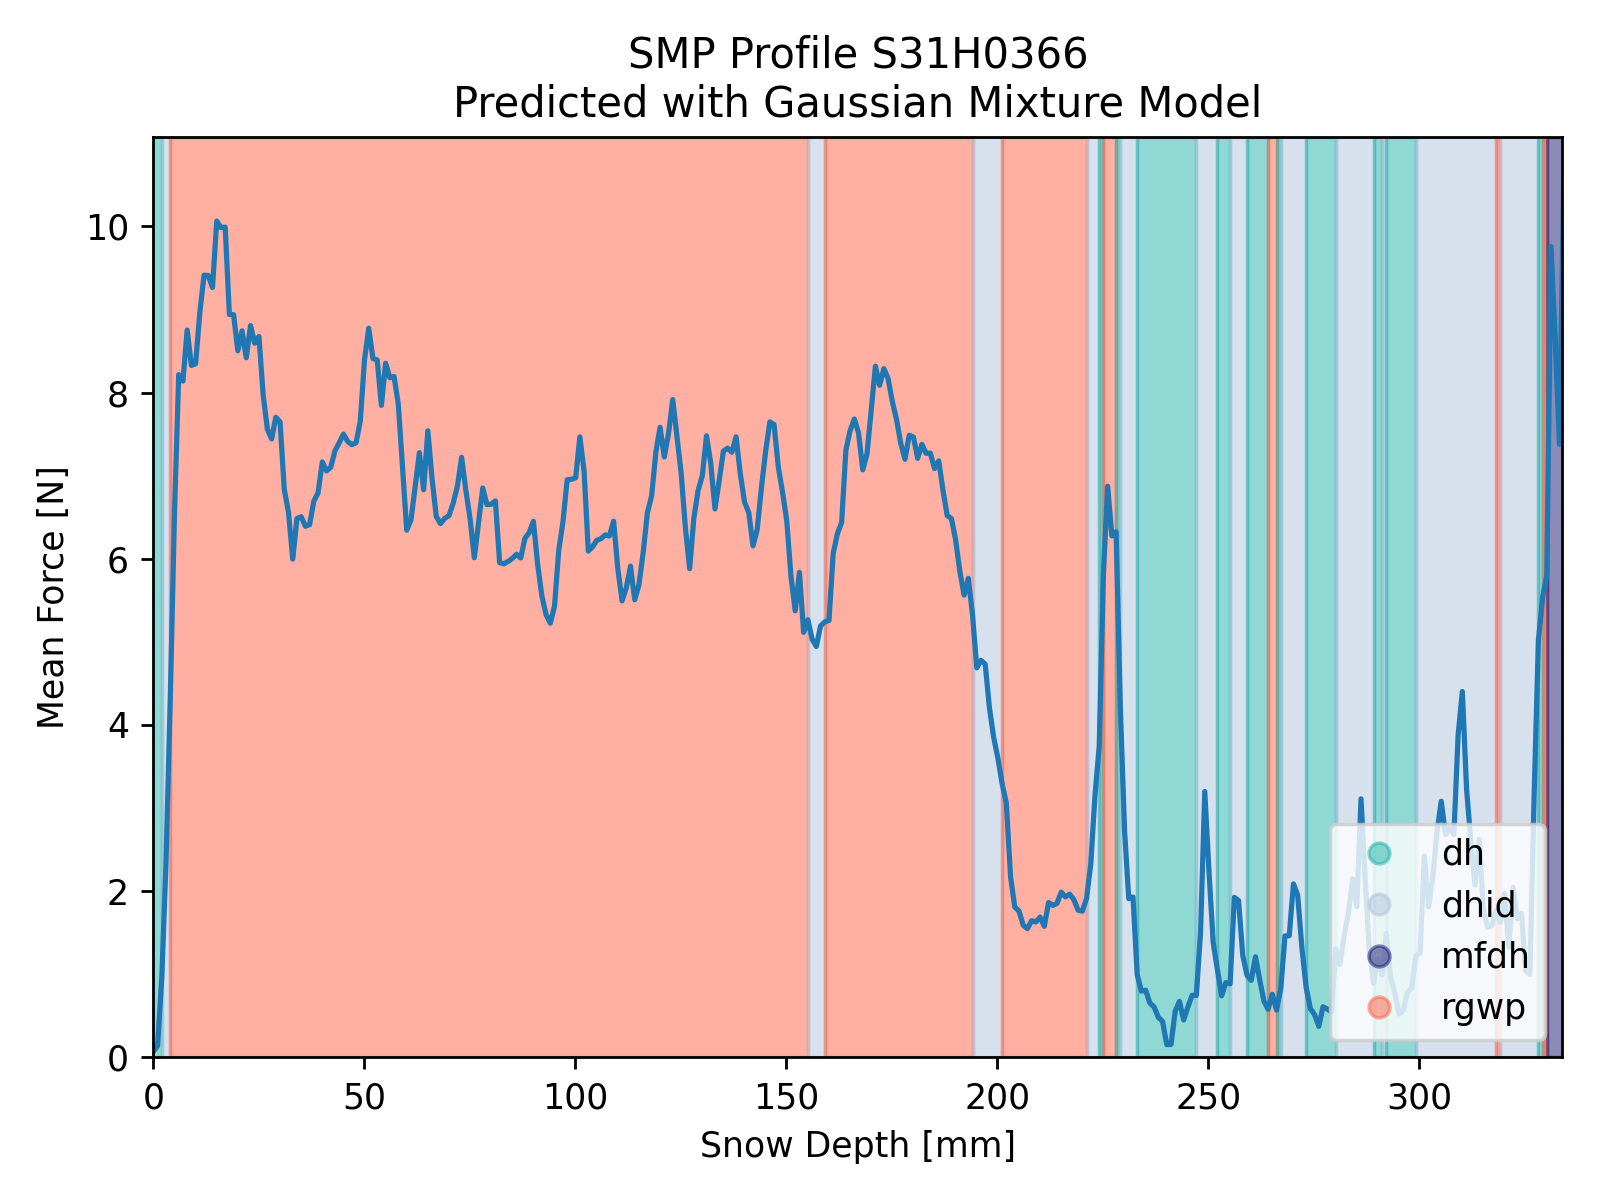 SMP Profile S31H0366
Predicted with Gaussian Mixture Model
Mean Force [N]
10
8
6
4
2
0
0 50 100 150 200 250 300
Snow Depth [mm]
dh
dhid
mfdh
rgwp